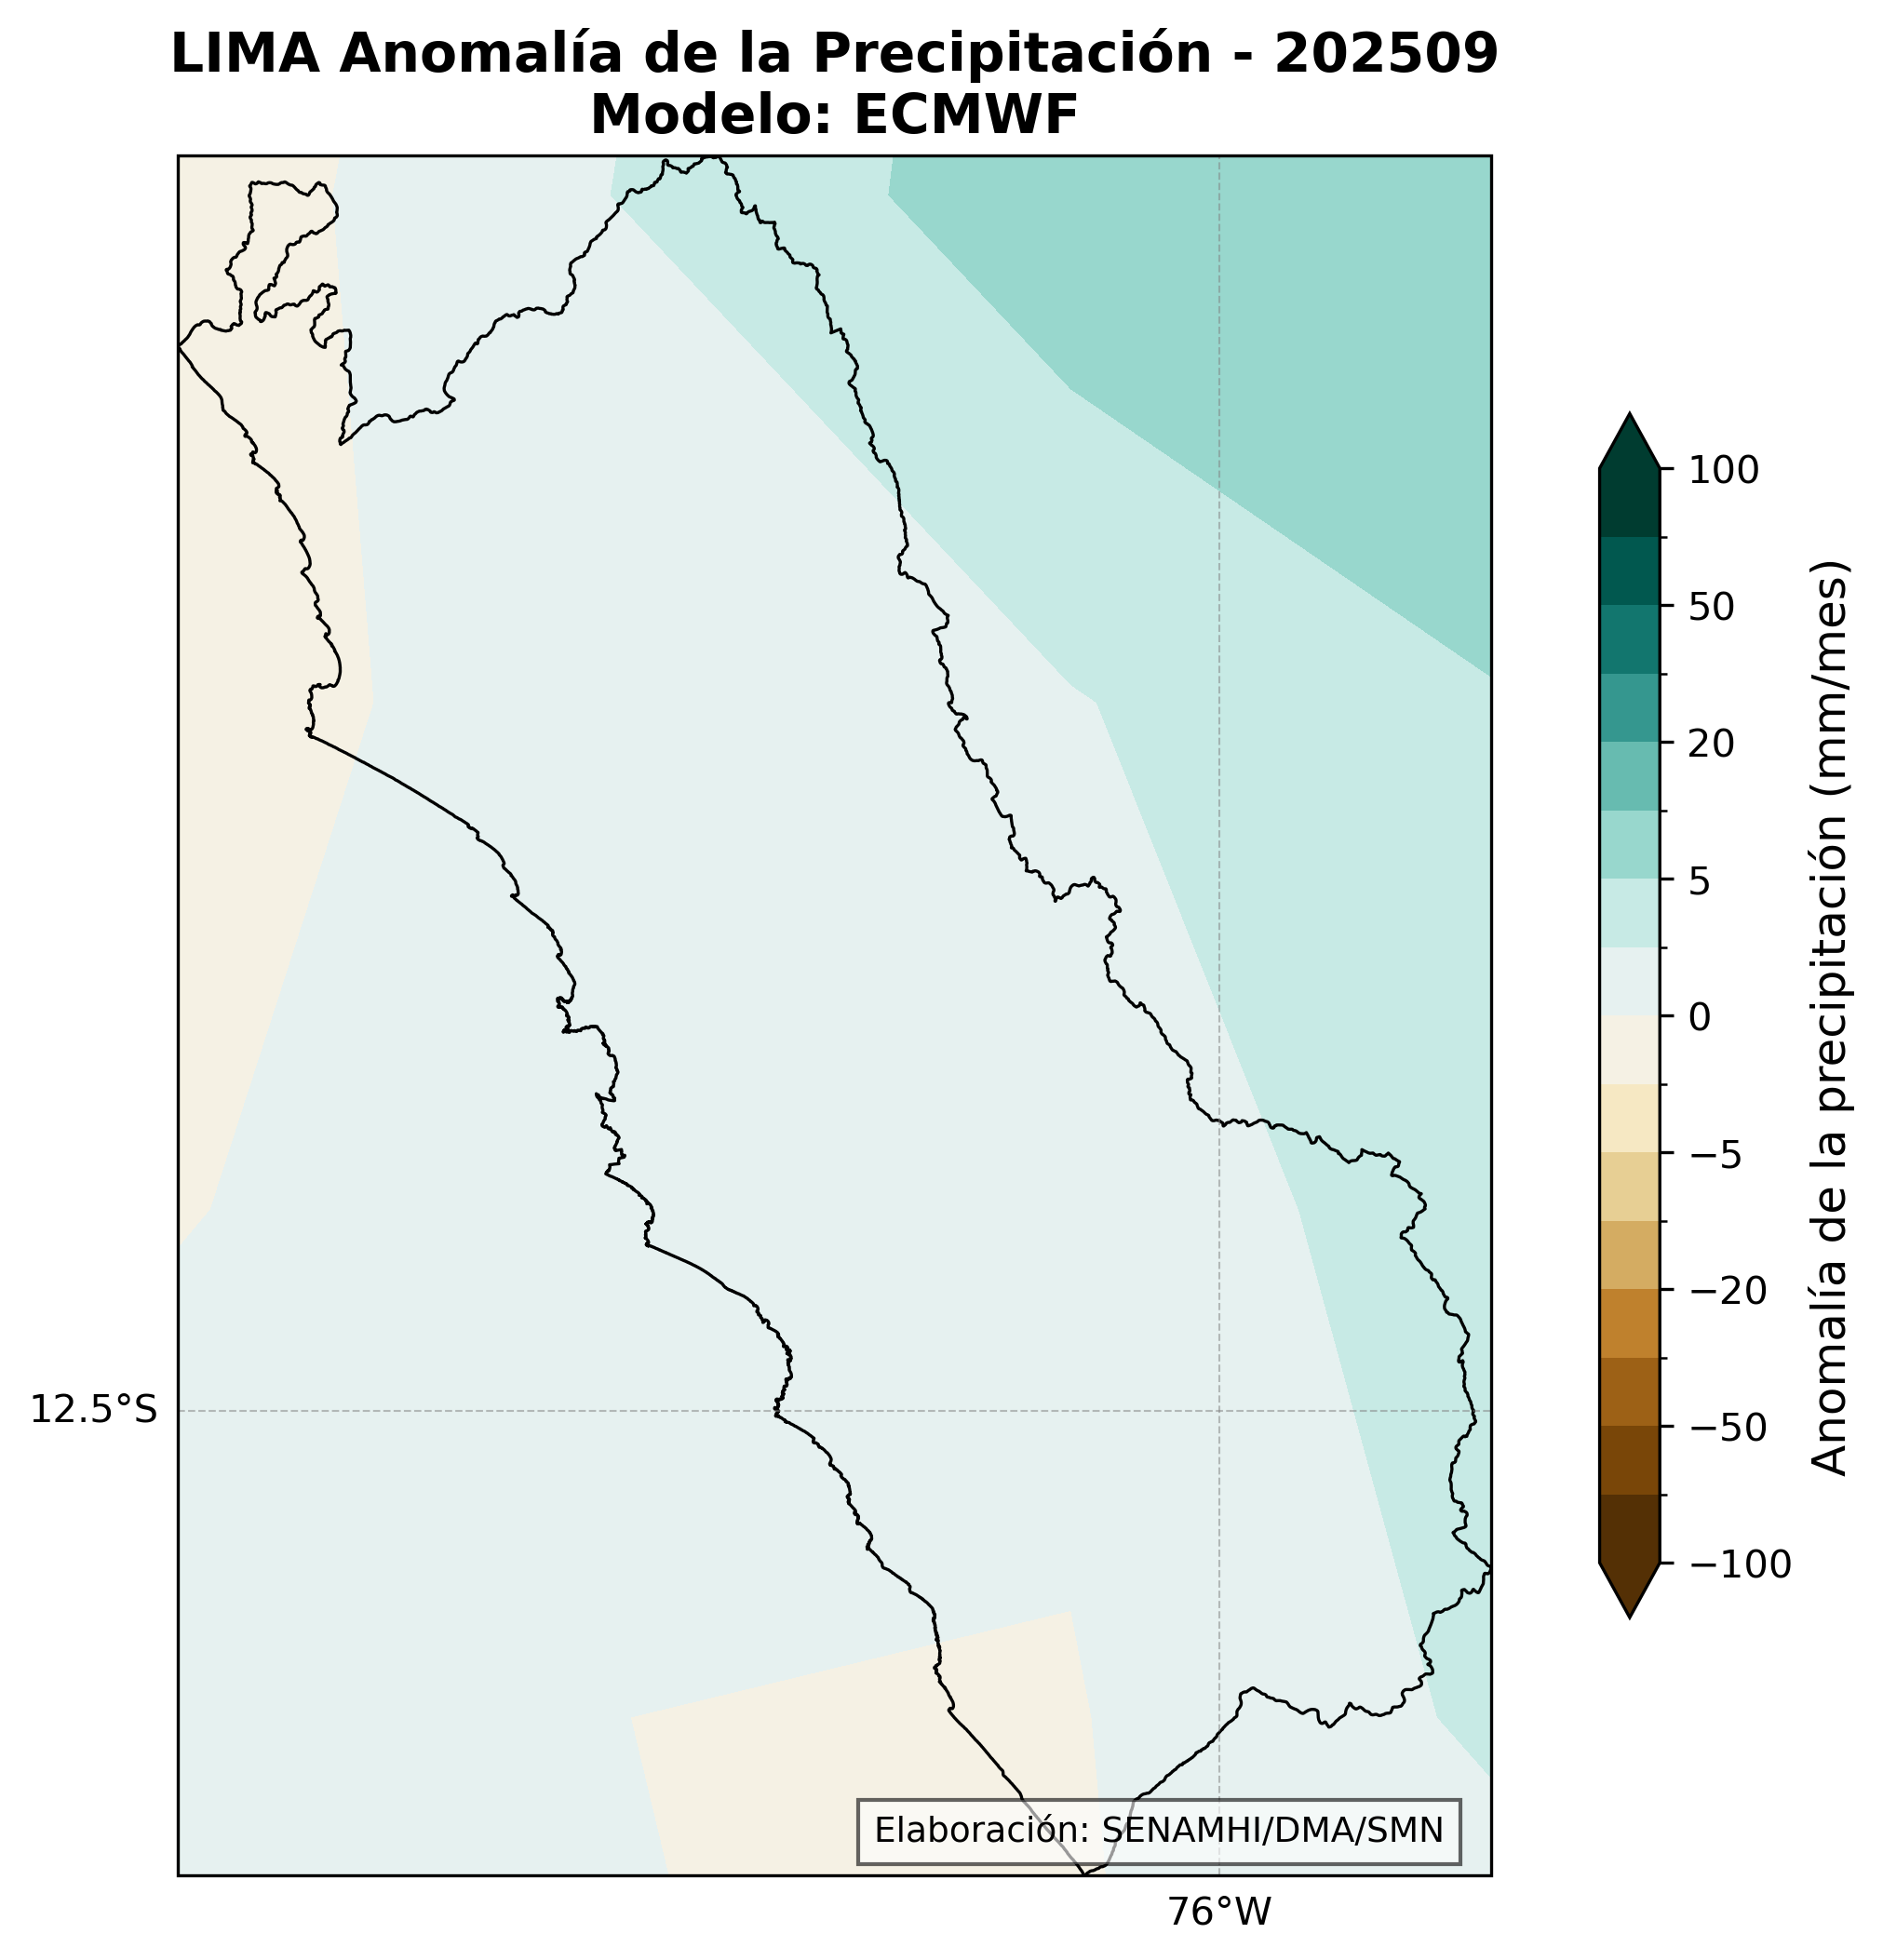 LIMA Anomalía de la Precipitación - 202509
Modelo: ECMWF
100
50
20
5
0
−5
−20
−50
−100
Anomalía de la precipitación (mm/mes)
12.5°S
Elaboración: SENAMHI/DMA/SMN
76°W